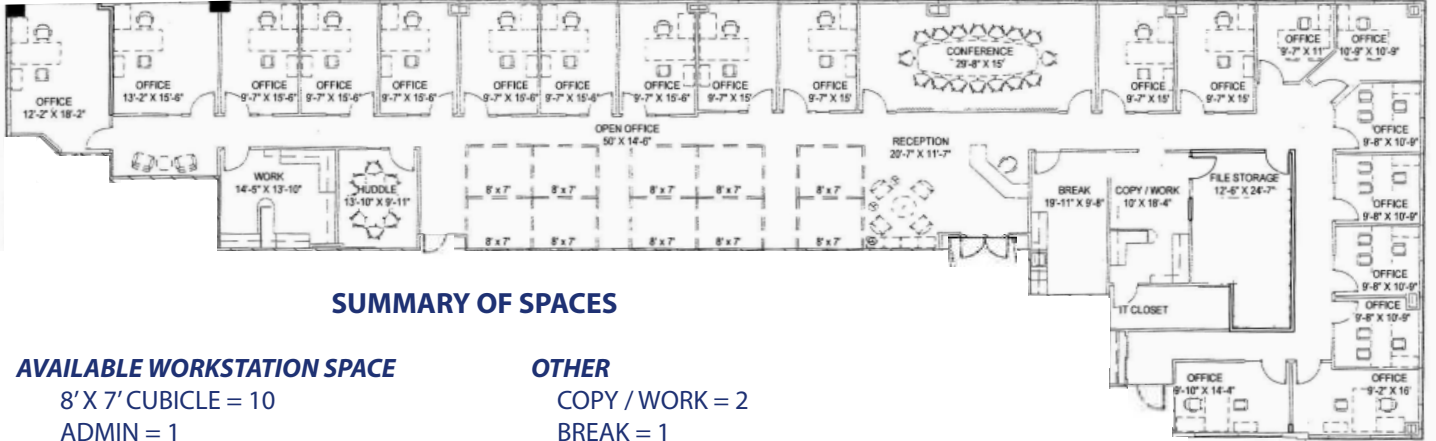 OFFICE
12'-2" X 18'-2"
OFFICE
13'-2" X 15'-6"
OFFICE
9'-7" X 15'-6"
OFFICE
9'-7" X 15'-6"
OFFICE
9'-7" X 15'-6"
OFFICE
9'-7" X 15'-6"
OFFICE
9'-7" X 15'-6"
OFFICE
9'-7" X 15'-6"
OFFICE
9'-7" X 15'
OFFICE
9'-7" X 15'
CONFERENCE
29'-8" X 15'
OFFICE
9'-7" X 15'
OFFICE
9'-7" X 15'
OFFICE
9'-7" X 11'
OFFICE
10'-9" X 10'-9"
OFFICE
9'-8" X 10'-9"
OFFICE
9'-8" X 10'-9"
OFFICE
9'-8" X 10'-9"
OFFICE
9'-8" X 10'-9"
OFFICE
9'-2" X 16'
OFFICE
9'-10" X 14'-4"
OPEN OFFICE
50' X 14'-6"
RECEPTION
20'-7" X 11'-7"
WORK
14'-5" X 13'-10"
HUDDLE
13'-10" X 9'-11"
8' x 7'
8' x 7'
8' x 7'
8' x 7'
8' x 7'
8' x 7'
8' x 7'
8' x 7'
8' x 7'
8' x 7'
BREAK
19'-11" X 9'-8"
COPY / WORK
10' X 18'-4"
FILE STORAGE
12'-6" X 24'-7"
IT CLOSET
SUMMARY OF SPACES
AVAILABLE WORKSTATION SPACE
8' X 7' CUBICLE = 10
ADMIN = 1
OTHER
COPY / WORK = 2
BREAK = 1